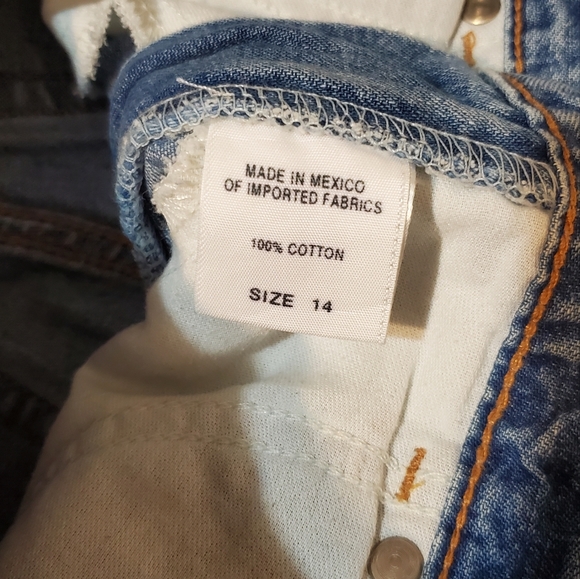 MADE IN MEXICO
OF IMPORTED FABRICS
100% COTTON
SIZE 14